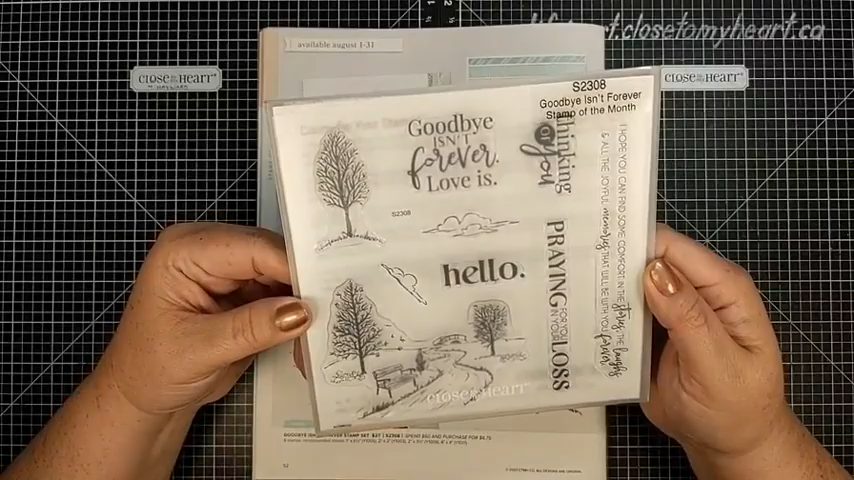 .closetomyheart.ca
available august 1-31
CLOSE TO MY HEART
CLOSE TO MY HEART
S2308
Goodbye Isn't Forever
Stamp of the Month
Goodbye
ISN'T
forever.
Love is.
Thinking
OF
you
I HOPE YOU CAN FIND SOME COMFORT IN THE stories, THE laughs
& ALL THE JOYFUL memories THAT WILL BE WITH YOU forever
S2308
hello.
PRAYING
FOR YOU
IN YOUR
LOSS
CLOSE TO MY HEART
52